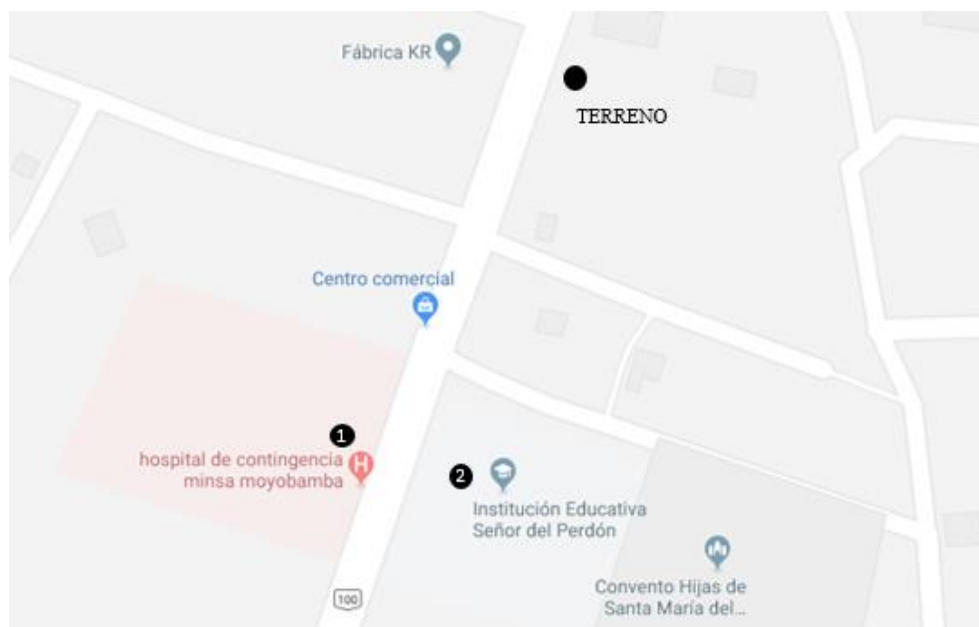 Fábrica KR
TERRENO
Centro comercial
1
hospital de contingencia
minsa moyobamba
2
Institución Educativa
Señor del Perdón
Convento Hijas de
Santa María del...
100